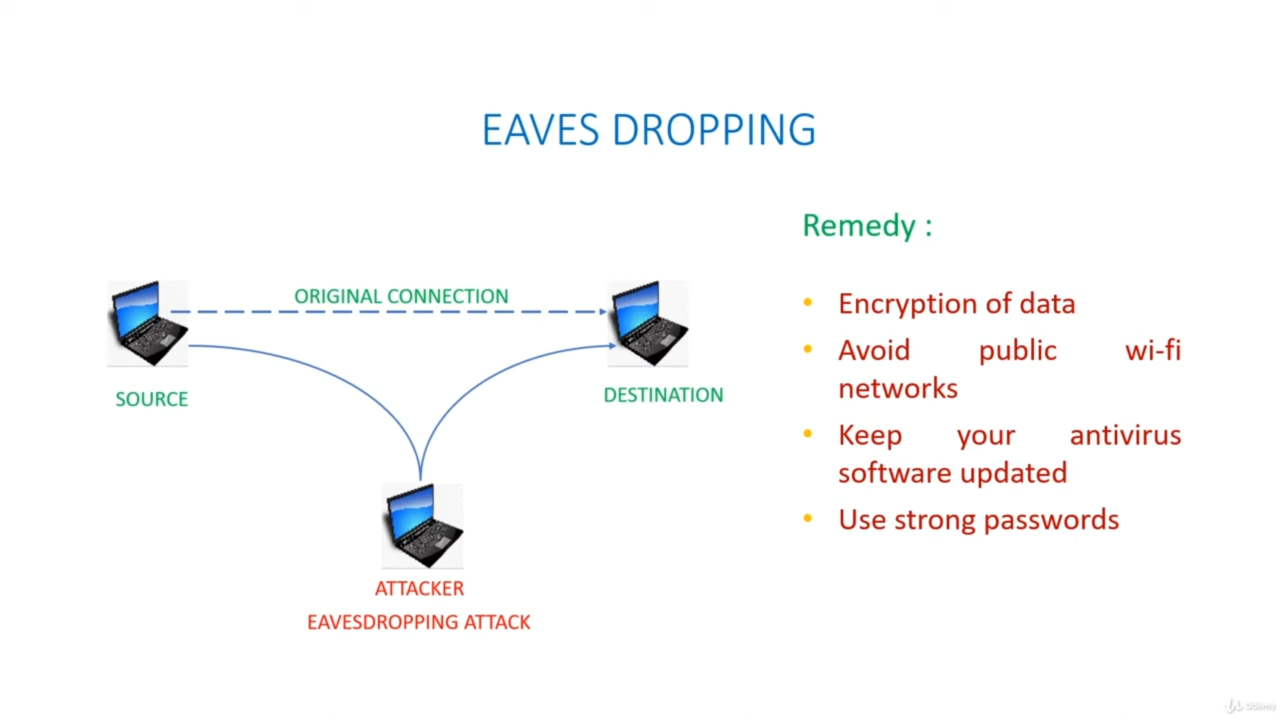 EAVES DROPPING
Remedy :
ORIGINAL CONNECTION
SOURCE
DESTINATION
ATTACKER
EAVESDROPPING ATTACK
• Encryption of data
• Avoid public wi-fi
networks
• Keep your antivirus
software updated
• Use strong passwords
Udemy